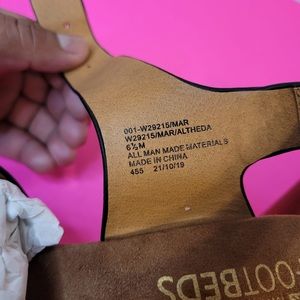 001-W29215/MAR
W29215/MAR/ALTHEDA
6½M
ALL MAN MADE MATERIALS
MADE IN CHINA
455 21/10/19
OOTBEDS